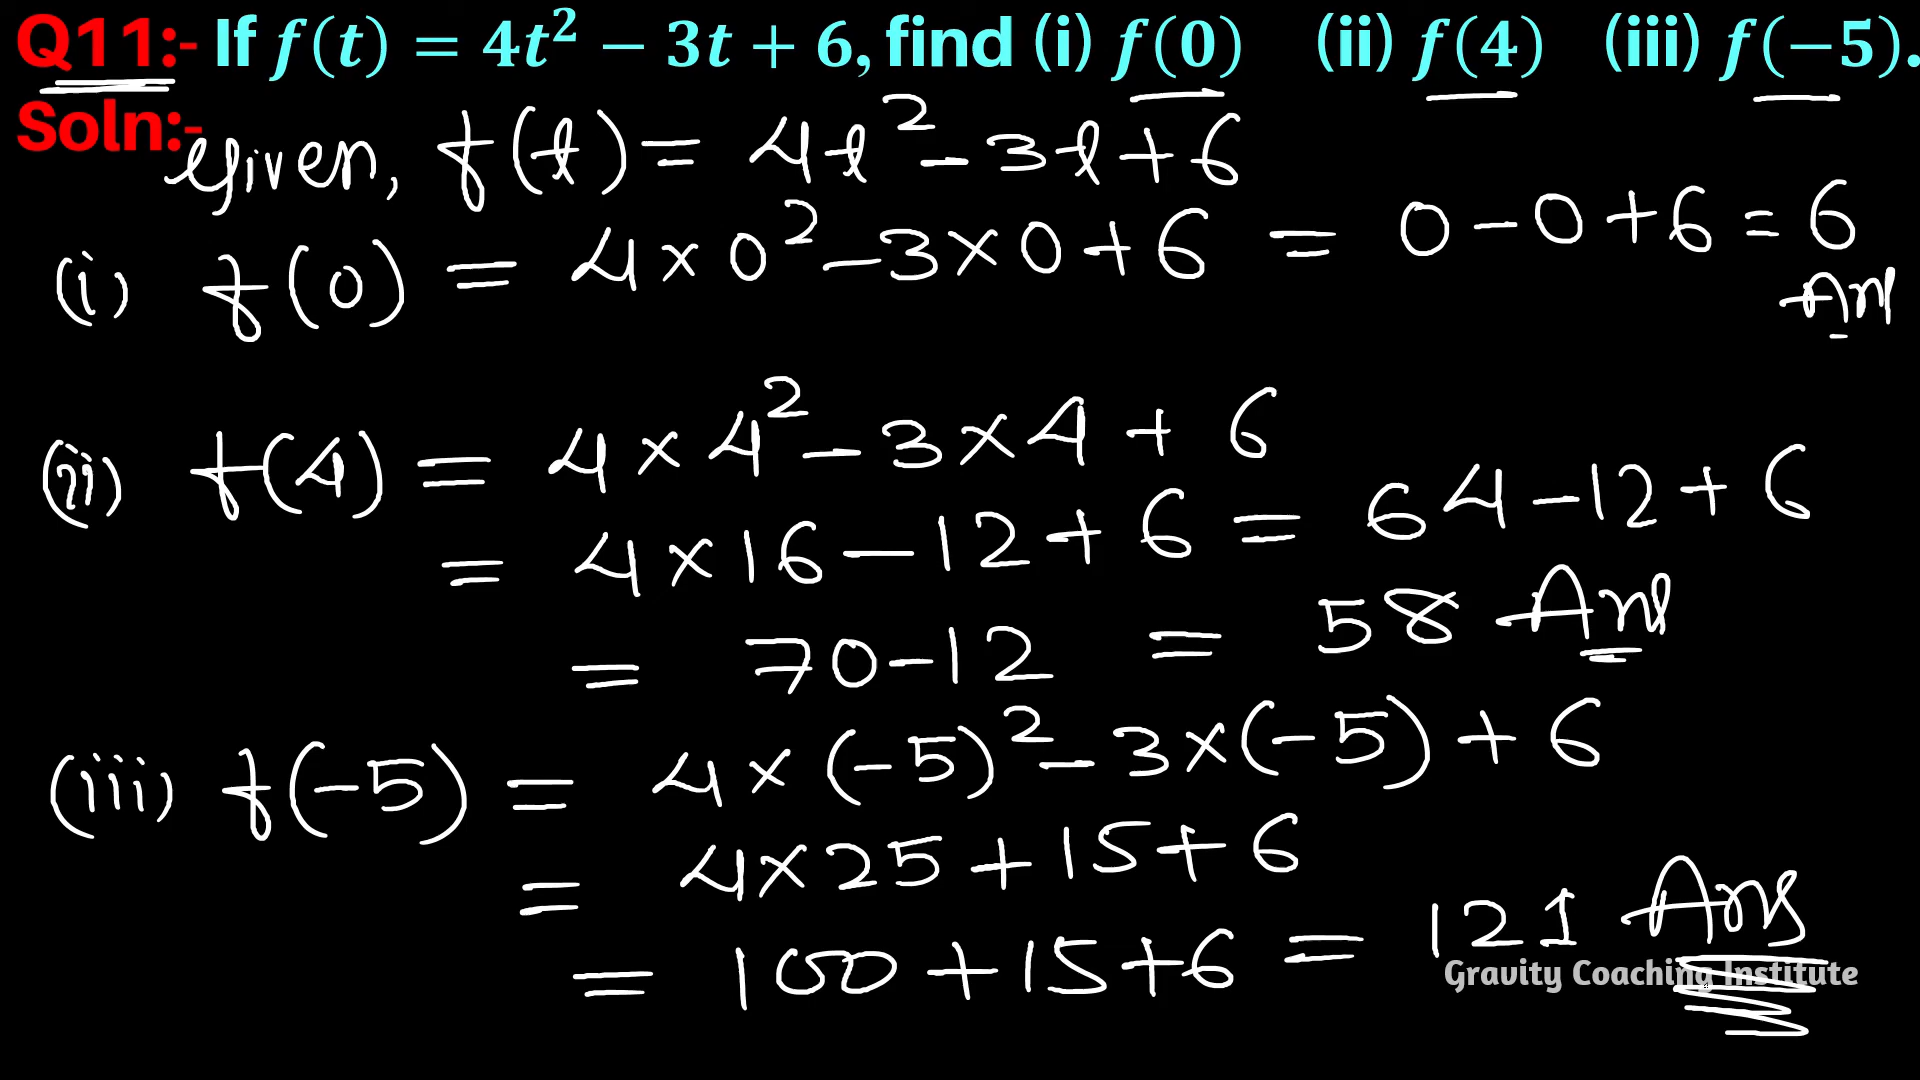 Q11:- If f(t) = 4t² − 3t + 6, find (i) f(0) (ii) f(4) (iii) f(−5).
Soln:-
Given, f(t) = 4t² − 3t + 6
(i) f(0) = 4 × 0² − 3 × 0 + 6 = 0 − 0 + 6 = 6
Ans
(ii) f(4) = 4 × 4² − 3 × 4 + 6
= 4 × 16 − 12 + 6 = 64 − 12 + 6
= 70 − 12 = 58 Ans
(iii) f(−5) = 4 × (−5)² − 3 × (−5) + 6
= 4 × 25 + 15 + 6
= 100 + 15 + 6 = 121 Ans
Gravity Coaching Institute